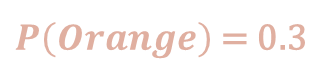 P(Orange) = 0.3